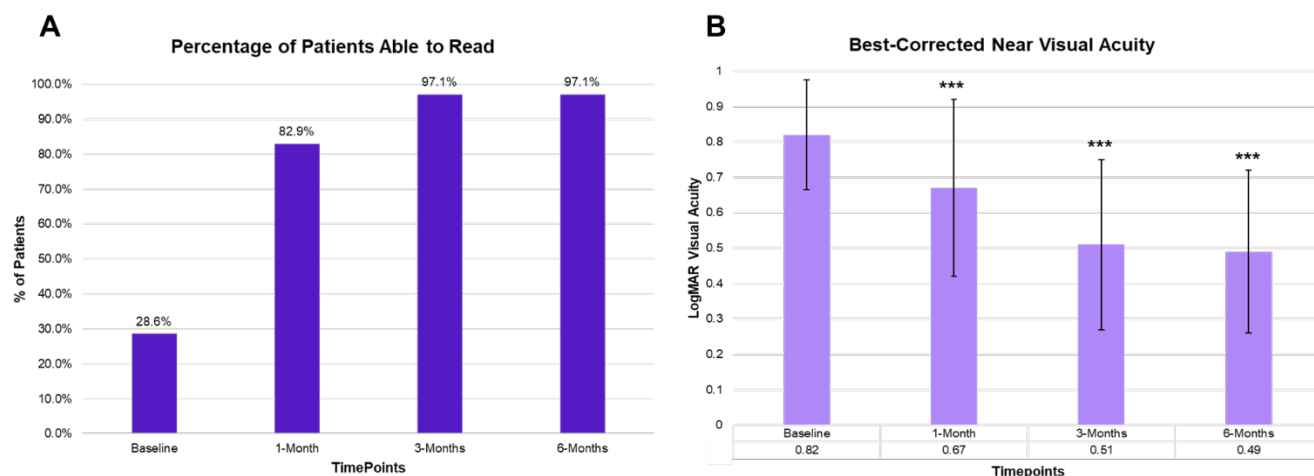 A
Percentage of Patients Able to Read
100.0%
90.0%
80.0%
70.0%
60.0%
50.0%
40.0%
30.0%
20.0%
10.0%
0.0%
% of Patients
28.6%
82.9%
97.1%
97.1%
Baseline
1-Month
3-Months
6-Months
TimePoints
B
Best-Corrected Near Visual Acuity
1
0.9
0.8
0.7
0.6
0.5
0.4
0.3
0.2
0.1
0
LogMAR Visual Acuity
***
***
***
Baseline 1-Month 3-Months 6-Months
0.82 0.67 0.51 0.49
Timepoints